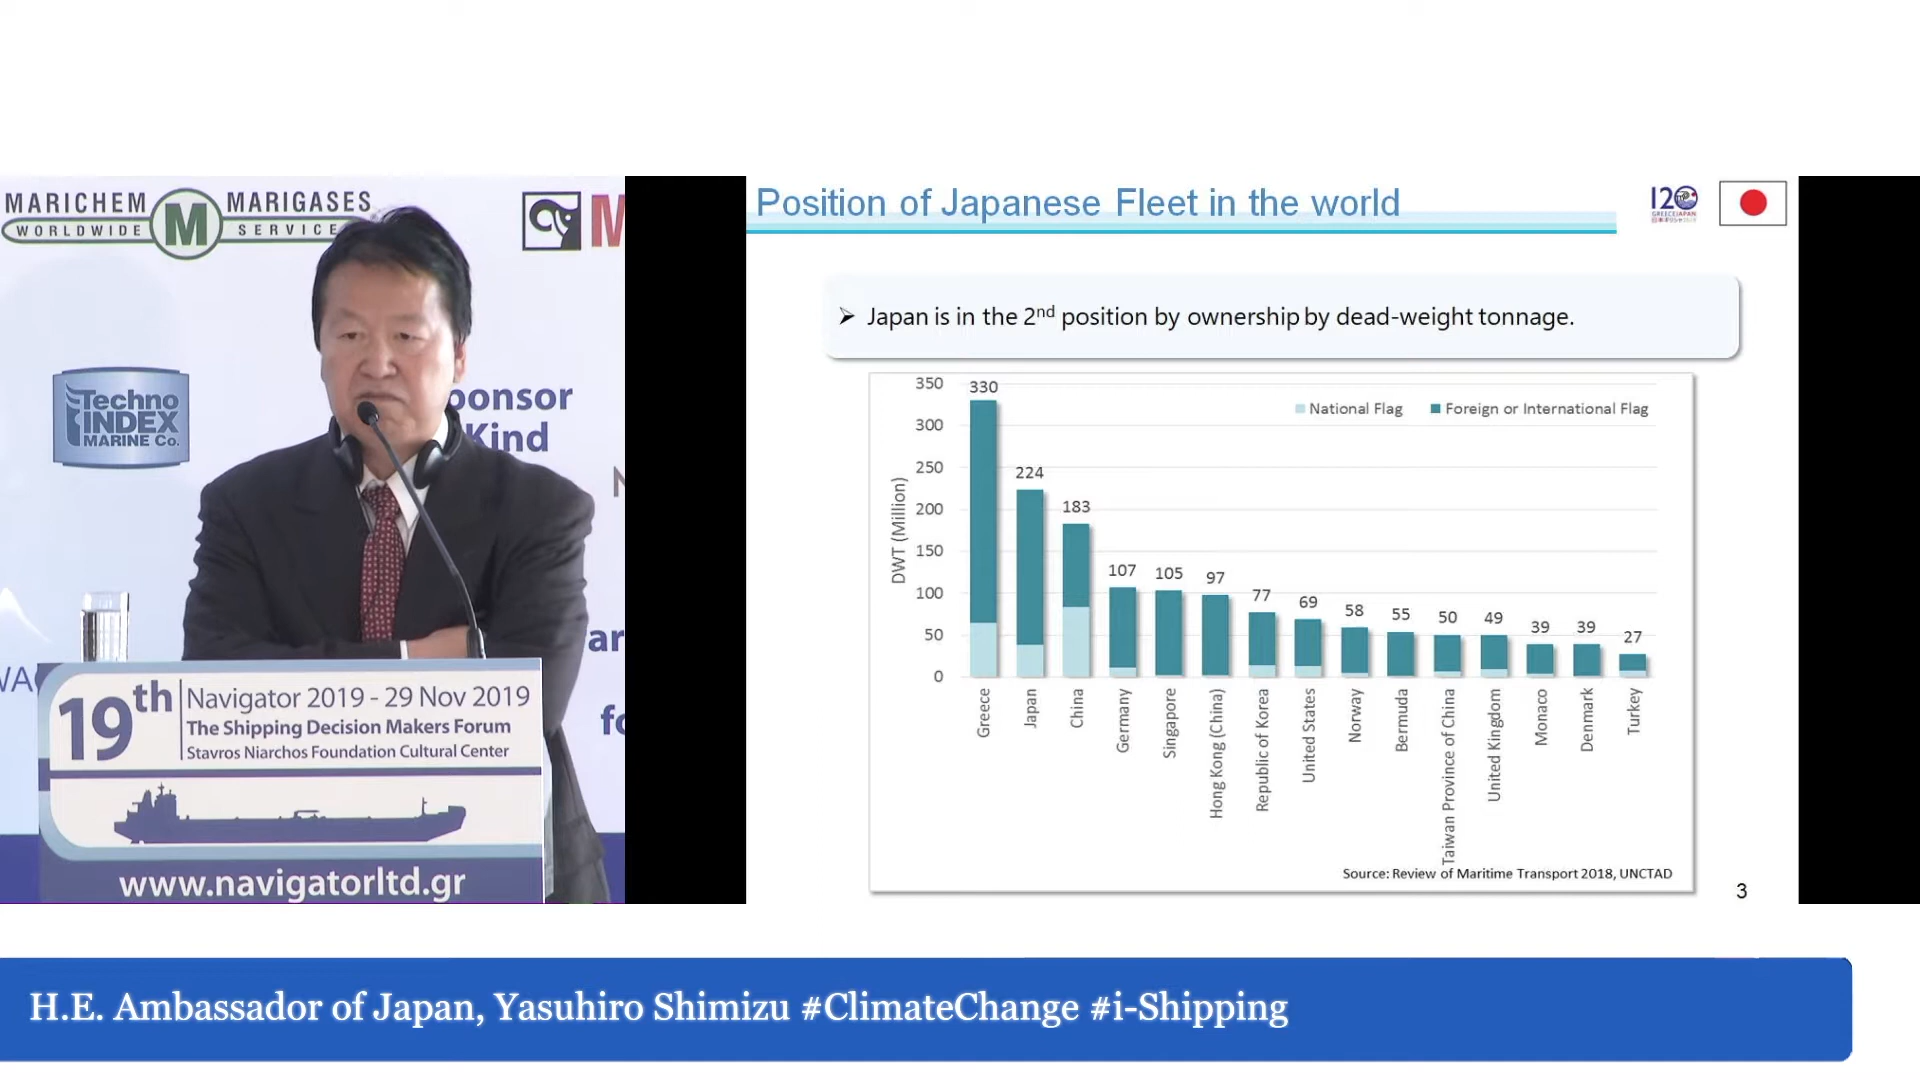 MARICHEM
WORLDWIDE
M
MARIGASES
SERVICE
M
Techno
INDEX
MARINE Co.
ponsor
Kind
ar
fo
19th
Navigator 2019 - 29 Nov 2019
The Shipping Decision Makers Forum
Stavros Niarchos Foundation Cultural Center
www.navigatorltd.gr
Position of Japanese Fleet in the world
120
GREECE JAPAN
➢ Japan is in the 2nd position by ownership by dead-weight tonnage.
National Flag
Foreign or International Flag
DWT (Million)
350
300
250
200
150
100
50
0
330
224
183
107
105
97
77
69
58
55
50
49
39
39
27
Greece
Japan
China
Germany
Singapore
Hong Kong (China)
Republic of Korea
United States
Norway
Bermuda
Taiwan Province of China
United Kingdom
Monaco
Denmark
Turkey
Source: Review of Maritime Transport 2018, UNCTAD
3
H.E. Ambassador of Japan, Yasuhiro Shimizu #ClimateChange #i-Shipping